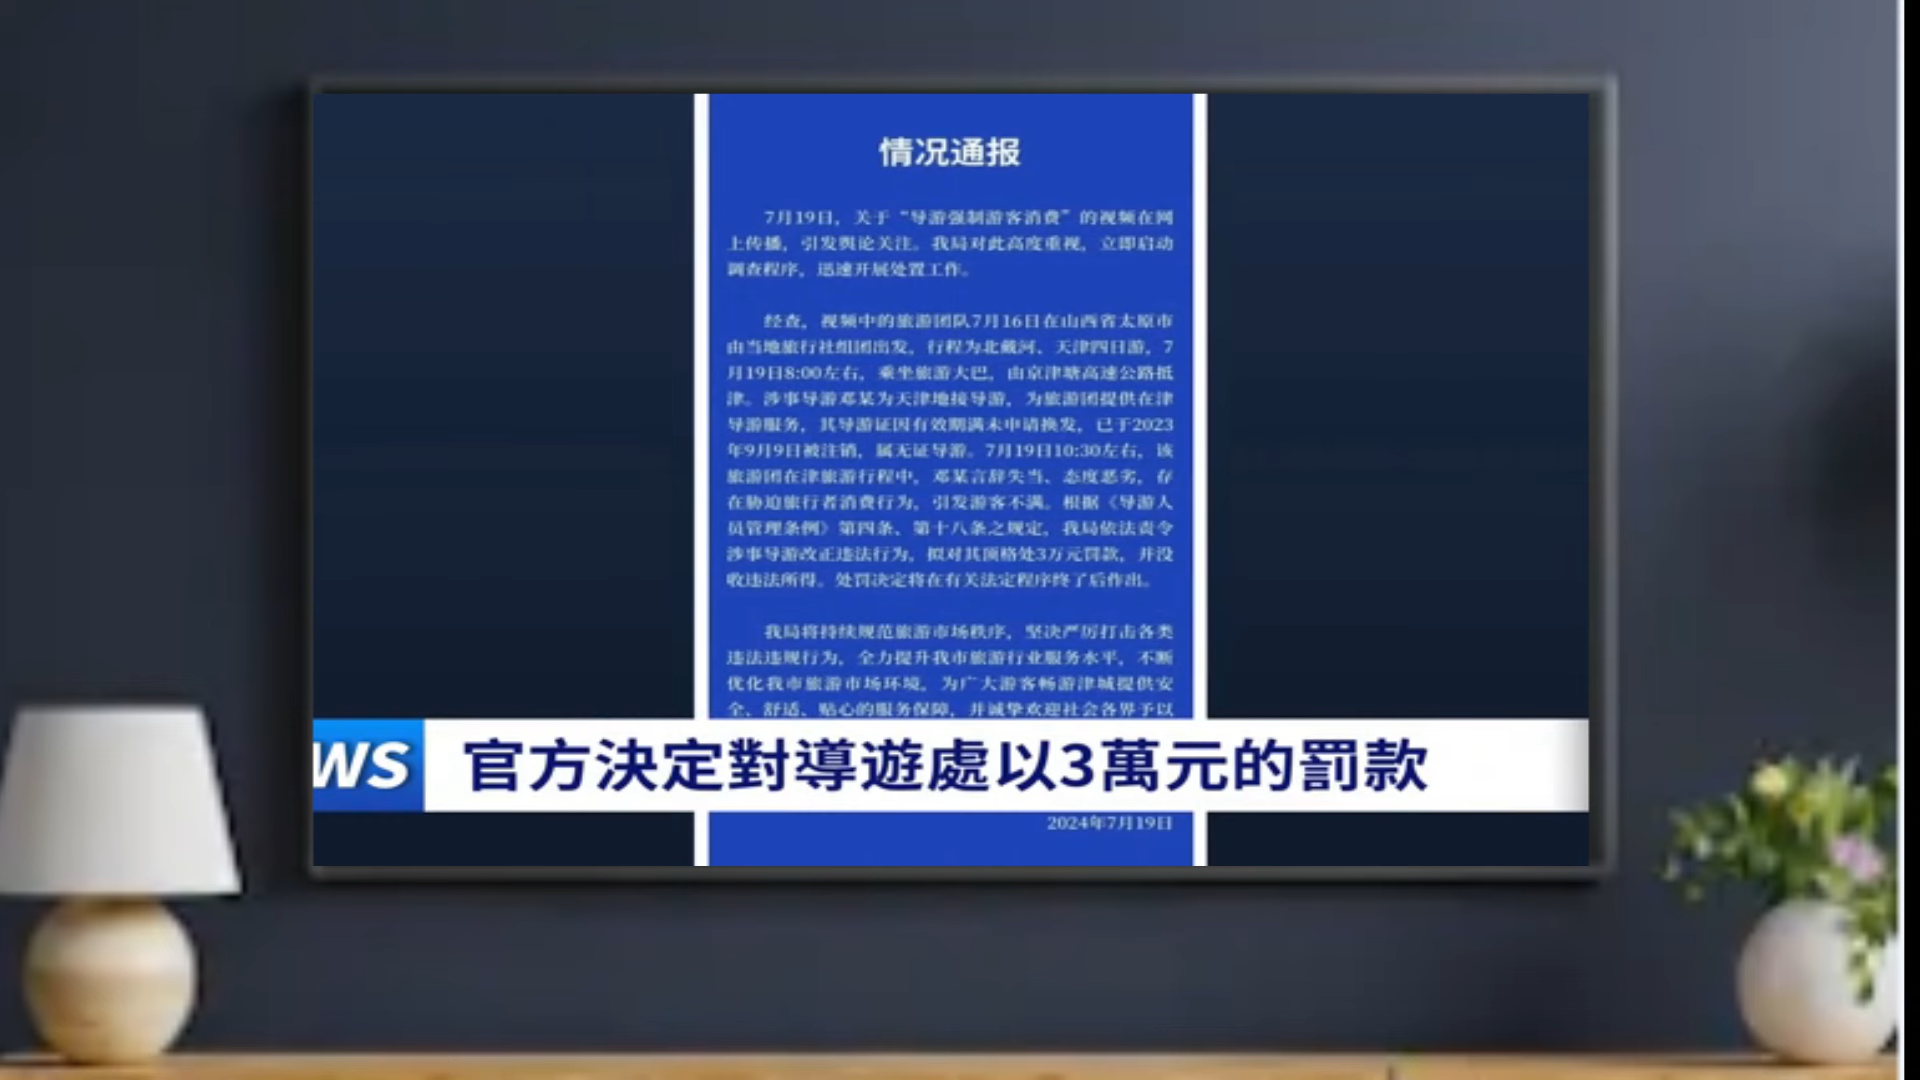 情况通报
7月19日，关于“导游强制游客消费”的视频在网
上传播，引发舆论关注。我局对此高度重视，立即启动
调查程序，迅速开展处置工作。
经查，视频中的旅游团队7月16日在山西省太原市
由当地旅行社组团出发，行程为北戴河、天津四日游，7
月19日8:00左右，乘坐旅游大巴，由京津塘高速公路抵
津。涉事导游邓某为天津地接导游，为旅游团提供在津
导游服务，其导游证因有效期满未申请换发，已于2023
年9月9日被注销，属无证导游。7月19日10:30左右，该
旅游团在津旅游行程中，邓某言辞失当、态度恶劣，存
在胁迫旅行者消费行为，引发游客不满。根据《导游人
员管理条例》第四条、第十八条之规定，我局依法责令
涉事导游改正违法行为，拟对其顶格处3万元罚款，并没
收违法所得。处罚决定将在有关法定程序终了后作出。
我局将持续规范旅游市场秩序，坚决严厉打击各类
违法违规行为，全力提升我市旅游行业服务水平，不断
优化我市旅游市场环境，为广大游客畅游津城提供安
全、舒适、贴心的服务保障，并诚挚欢迎社会各界予以
WS 官方決定對導遊處以3萬元的罰款
2024年7月19日